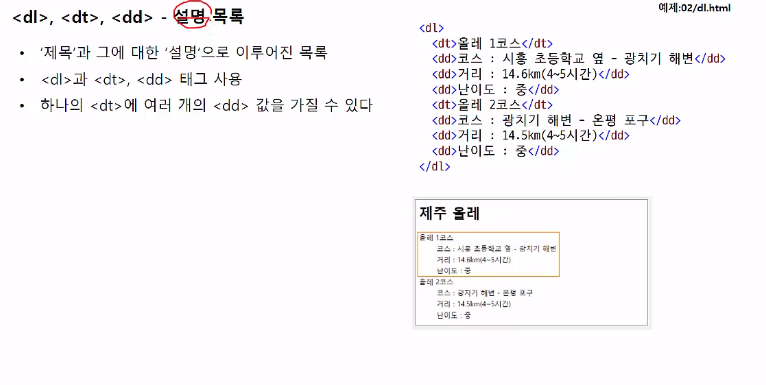 <dl>, <dt>, <dd> - 설명 목록
• '제목'과 그에 대한 '설명'으로 이루어진 목록
• <dl>과 <dt>, <dd> 태그 사용
• 하나의 <dt>에 여러 개의 <dd> 값을 가질 수 있다
예제:02/dl.html
<dl>
<dt>올레 1코스</dt>
<dd>코스 : 시흥 초등학교 옆 - 광치기 해변</dd>
<dd>거리 : 14.6km(4~5시간)</dd>
<dd>난이도 : 중</dd>
<dt>올레 2코스</dt>
<dd>코스 : 광치기 해변 - 온평 포구</dd>
<dd>거리 : 14.5km(4~5시간)</dd>
<dd>난이도 : 중</dd>
</dl>
제주 올레
올레 1코스
코스 : 시흥 초등학교 옆 - 광치기 해변
거리 : 14.6km(4~5시간)
난이도 : 중
올레 2코스
코스 : 광치기 해변 - 온평 포구
거리 : 14.5km(4~5시간)
난이도 : 중